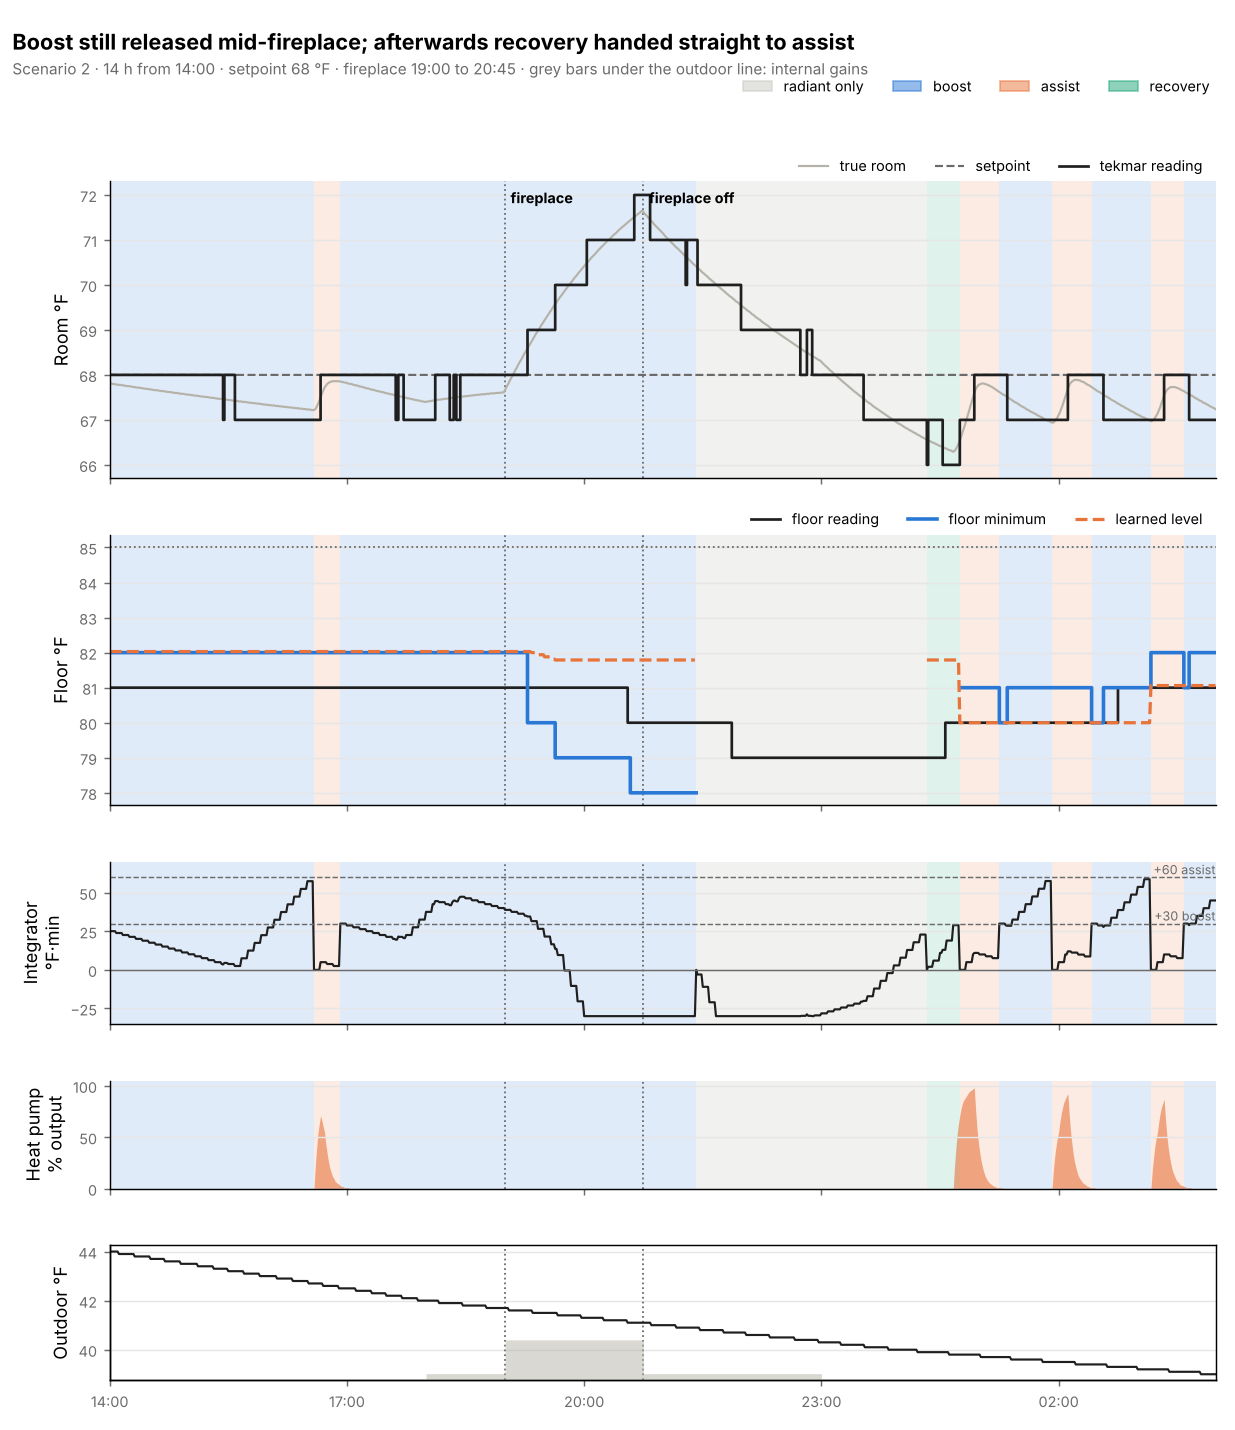 Boost still released mid-fireplace; afterwards recovery handed straight to assist
Scenario 2 · 14 h from 14:00 · setpoint 68 °F · fireplace 19:00 to 20:45 · grey bars under the outdoor line: internal gains
radiant only boost assist recovery
true room setpoint tekmar reading
Room °F
72
71
70
69
68
67
66
fireplace
fireplace off
floor reading floor minimum learned level
Floor °F
85
84
83
82
81
80
79
78
Integrator
°F·min
50
25
0
−25
+60 assist
+30 boost
Heat pump
% output
100
50
0
Outdoor °F
44
42
40
14:00 17:00 20:00 23:00 02:00